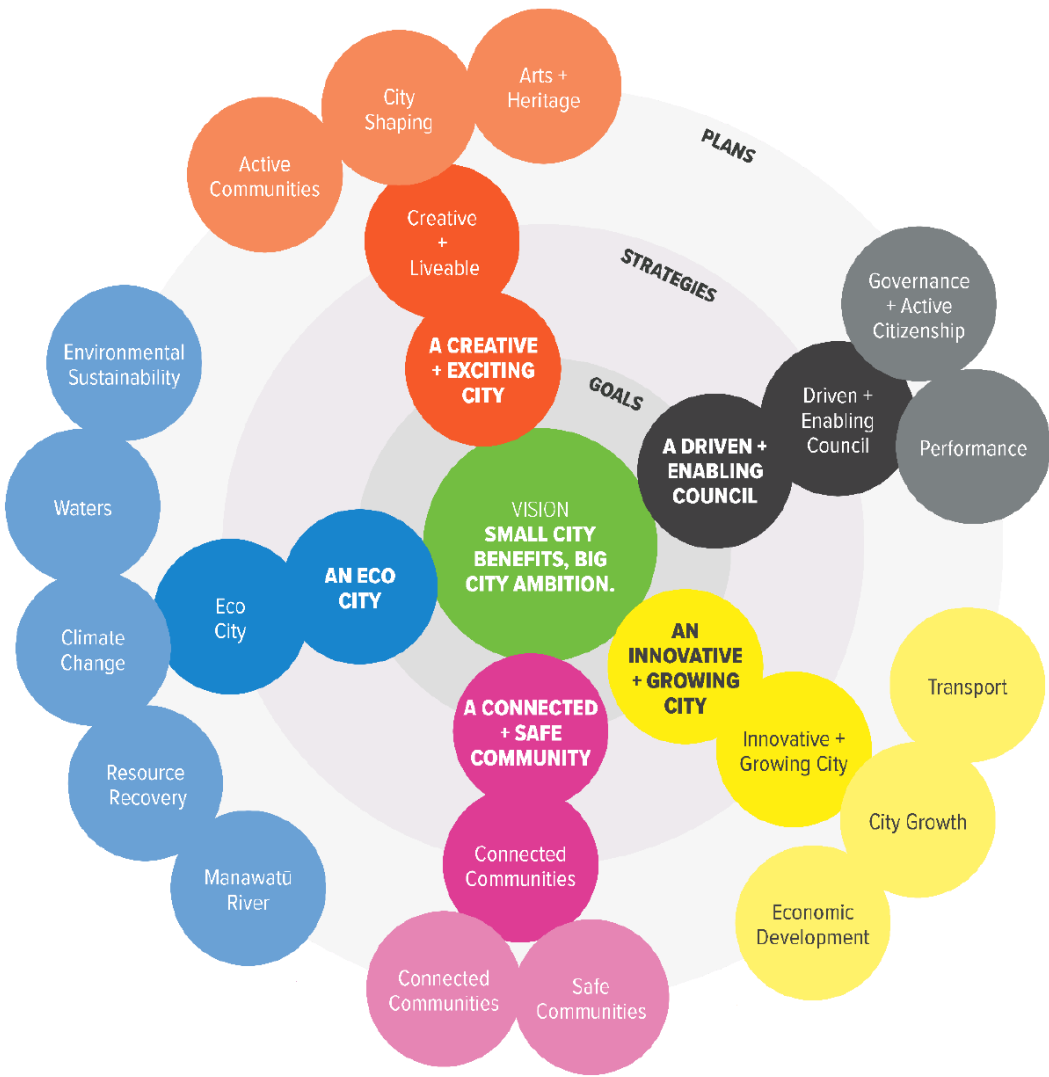 Arts +
Heritage
City
Shaping
Active
Communities
PLANS
Creative
+
Liveable
STRATEGIES
Governance
+ Active
Citizenship
Environmental
Sustainability
A CREATIVE
+ EXCITING
CITY
GOALS
Driven +
Enabling
Council
A DRIVEN +
ENABLING
COUNCIL
Performance
Waters
VISION
SMALL CITY
BENEFITS, BIG
CITY AMBITION.
AN ECO
CITY
Eco
City
Climate
Change
AN
INNOVATIVE
+ GROWING
CITY
Transport
A CONNECTED
+ SAFE
COMMUNITY
Innovative +
Growing City
Resource
Recovery
City Growth
Manawatū
River
Connected
Communities
Economic
Development
Connected
Communities
Safe
Communities